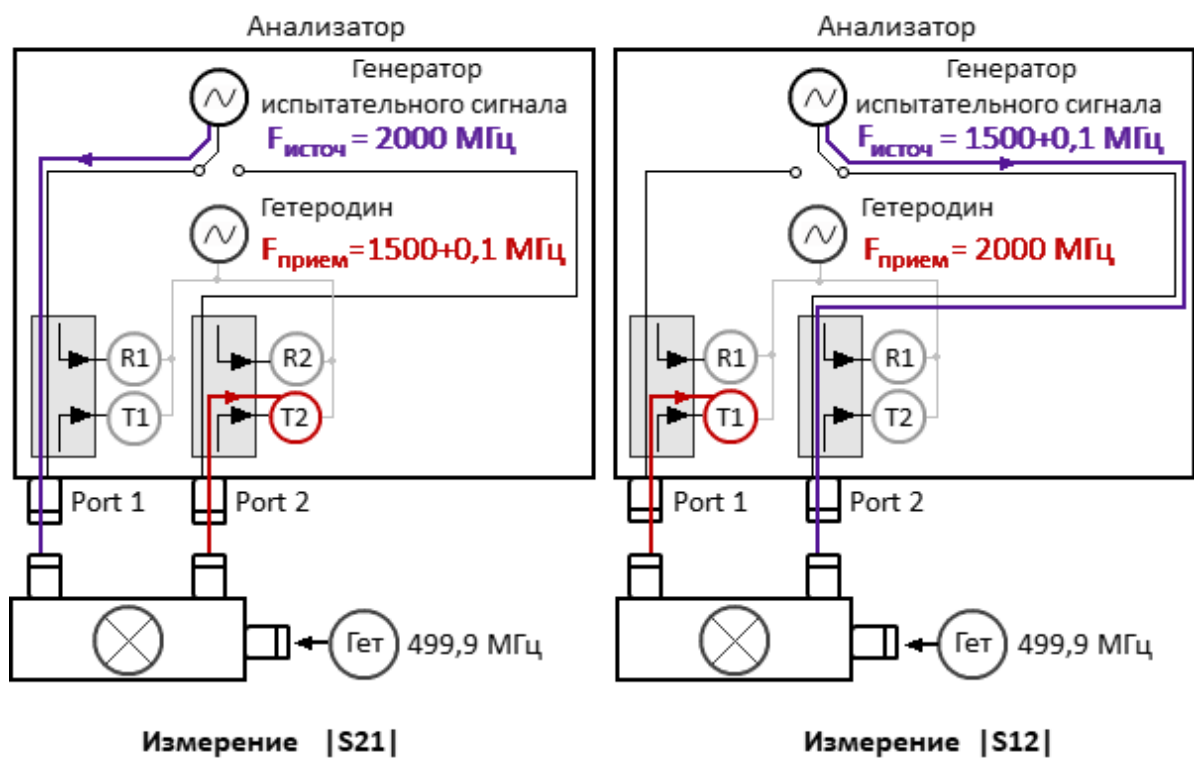 Анализатор
Генератор
испытательного сигнала
Fисточ = 2000 МГц
Гетеродин
Fприем=1500+0,1 МГц
R1
R2
T1
T2
Port 1
Port 2
Гет
499,9 МГц
Измерение |S21|
Анализатор
Генератор
испытательного сигнала
Fисточ = 1500+0,1 МГц
Гетеродин
Fприем= 2000 МГц
R1
R1
T1
T2
Port 1
Port 2
Гет
499,9 МГц
Измерение |S12|